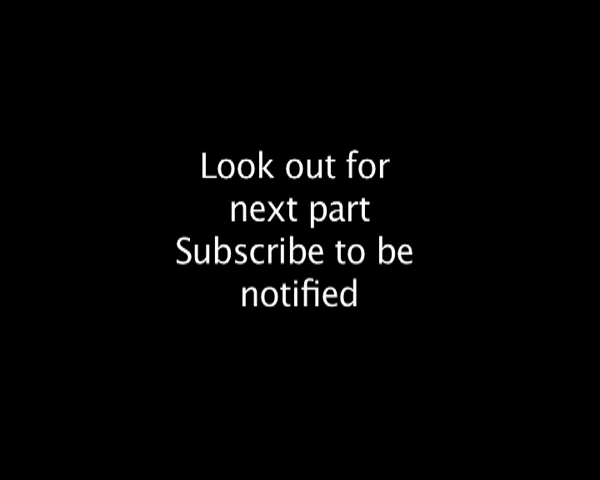 Look out for
next part
Subscribe to be
notified